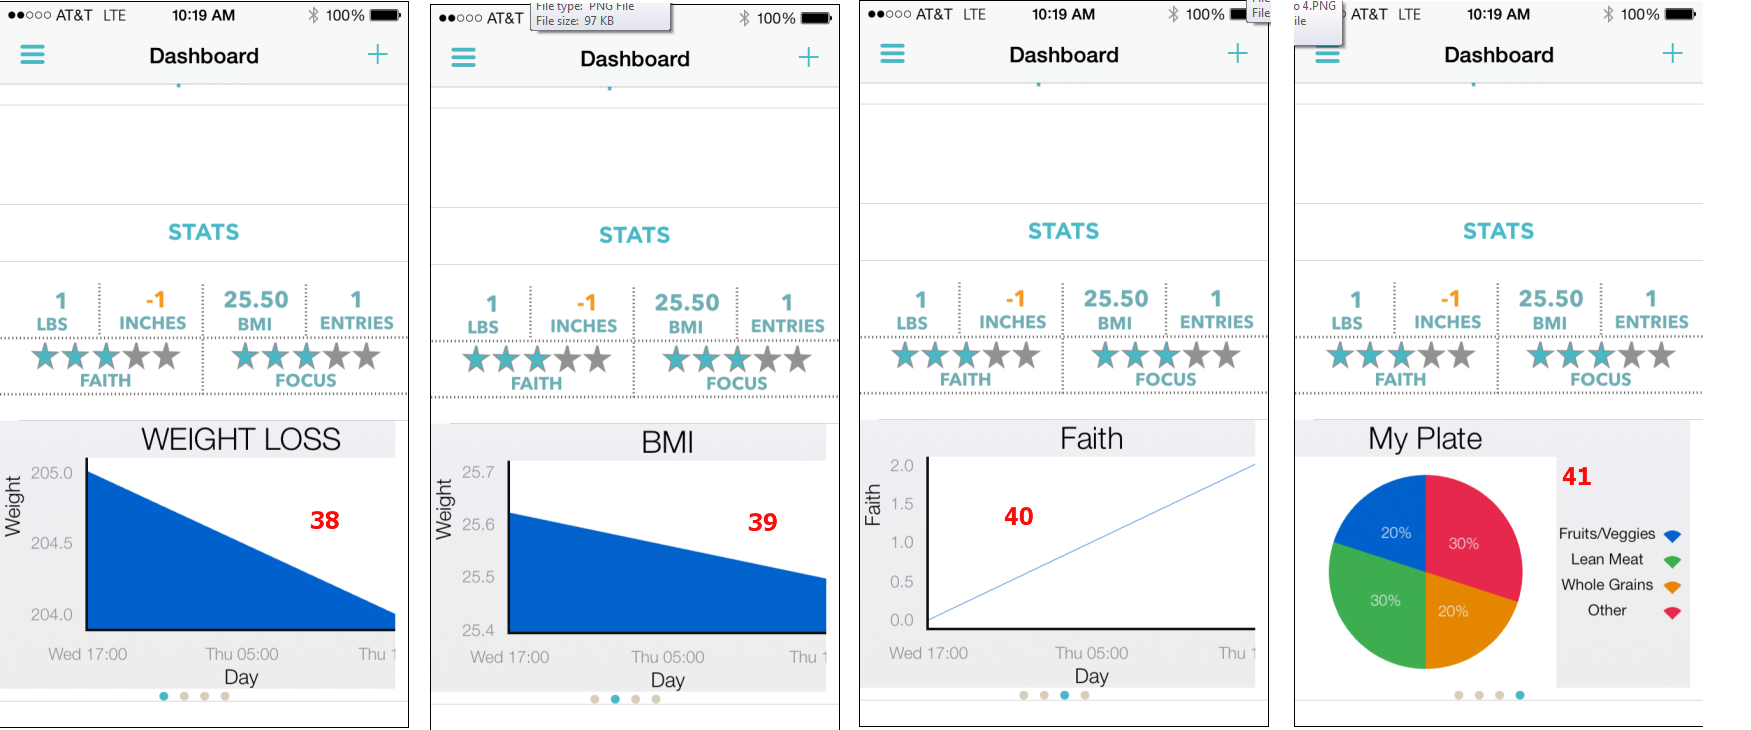 AT&T LTE 10:19 AM 100%
Dashboard
STATS
1 -1 25.50 1
LBS INCHES BMI ENTRIES
FAITH FOCUS
WEIGHT LOSS
Weight
205.0
204.5
204.0
38
Wed 17:00 Thu 05:00 Thu
Day
File type: PNG File
File size: 97 KB
AT&T 100%
Dashboard
STATS
1 -1 25.50 1
LBS INCHES BMI ENTRIES
FAITH FOCUS
BMI
Weight
25.7
25.6
25.5
25.4
39
Wed 17:00 Thu 05:00 Thu
Day
AT&T LTE 10:19 AM 100%
File
Dashboard
STATS
1 -1 25.50 1
LBS INCHES BMI ENTRIES
FAITH FOCUS
Faith
Faith
2.0
1.5
1.0
0.5
0.0
40
Wed 17:00 Thu 05:00 Thu
Day
o 4.PNG
ile
AT&T LTE 10:19 AM 100%
Dashboard
STATS
1 -1 25.50 1
LBS INCHES BMI ENTRIES
FAITH FOCUS
My Plate
41
20%
30%
30%
20%
Fruits/Veggies
Lean Meat
Whole Grains
Other